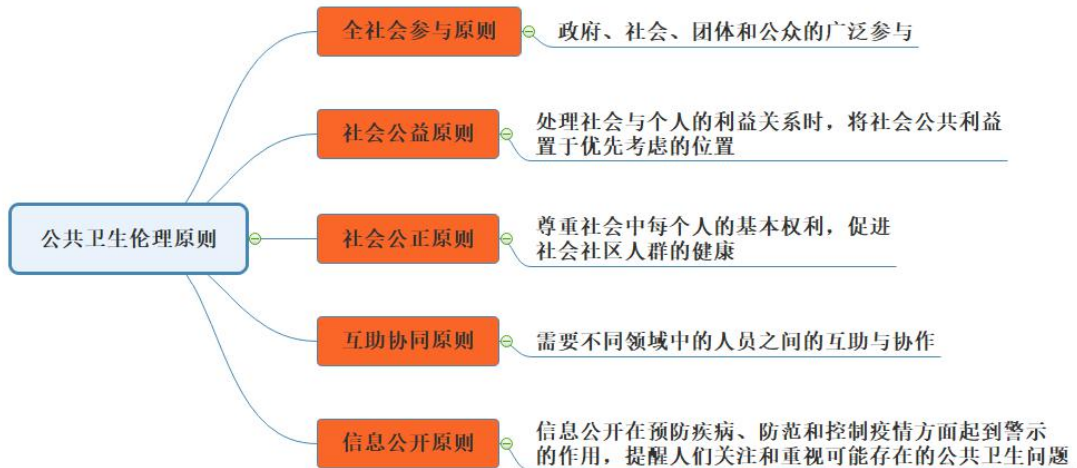 公共卫生伦理原则
全社会参与原则
政府、社会、团体和公众的广泛参与
社会公益原则
处理社会与个人的利益关系时，将社会公共利益
置于优先考虑的位置
社会公正原则
尊重社会中每个人的基本权利，促进
社会社区人群的健康
互助协同原则
需要不同领域中的人员之间的互助与协作
信息公开原则
信息公开在预防疾病、防范和控制疫情方面起到警示
的作用，提醒人们关注和重视可能存在的公共卫生问题